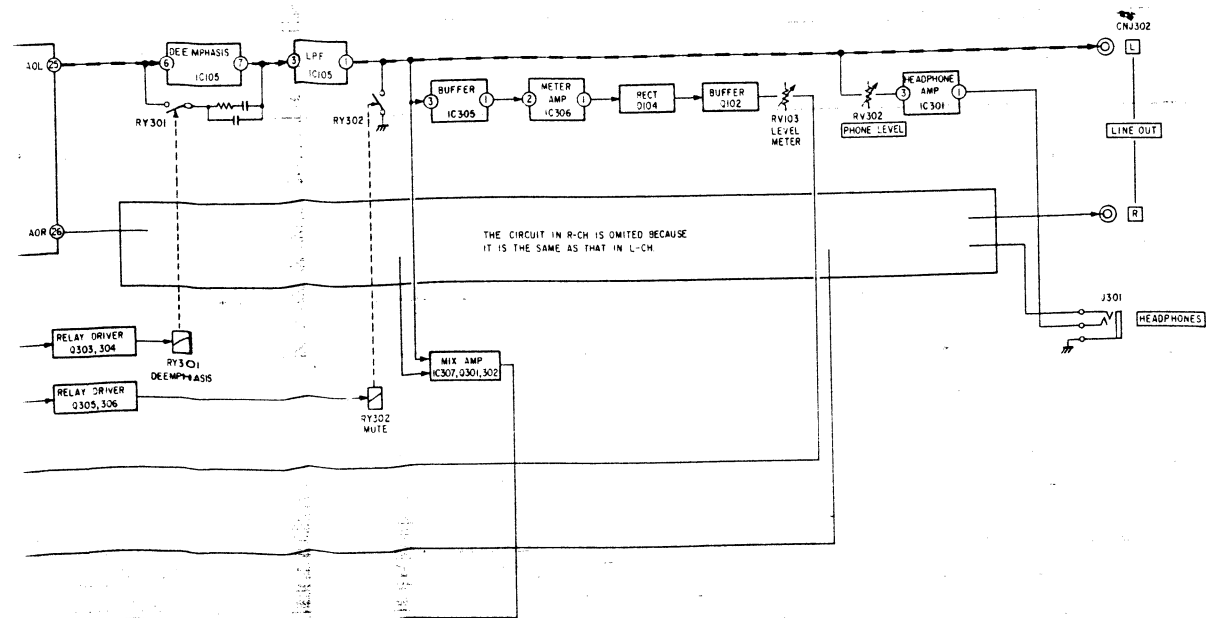 CNJ302
AOL 25
6 DEEMPHASIS 7
IC105
3 LPF 1
IC105
L
RY301
RY302
3 BUFFER 1
IC305
2 METER AMP 1
IC306
RECT
D104
BUFFER
Q102
RV103
LEVEL
METER
RV302
PHONE LEVEL
3 HEADPHONE AMP 1
IC301
LINE OUT
AOR 26
R
THE CIRCUIT IN R-CH IS OMITED BECAUSE
IT IS THE SAME AS THAT IN L-CH.
J301
HEADPHONES
RELAY DRIVER
Q303, 304
RY301
DEEMPHASIS
MIX AMP
IC307, Q301, 302
RELAY DRIVER
Q305, 306
RY302
MUTE